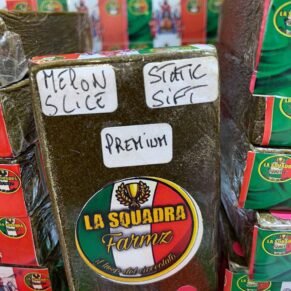 MELON
SLICE
STATIC
SIFT
PREMIUM
LA SQUADRA
Farmz